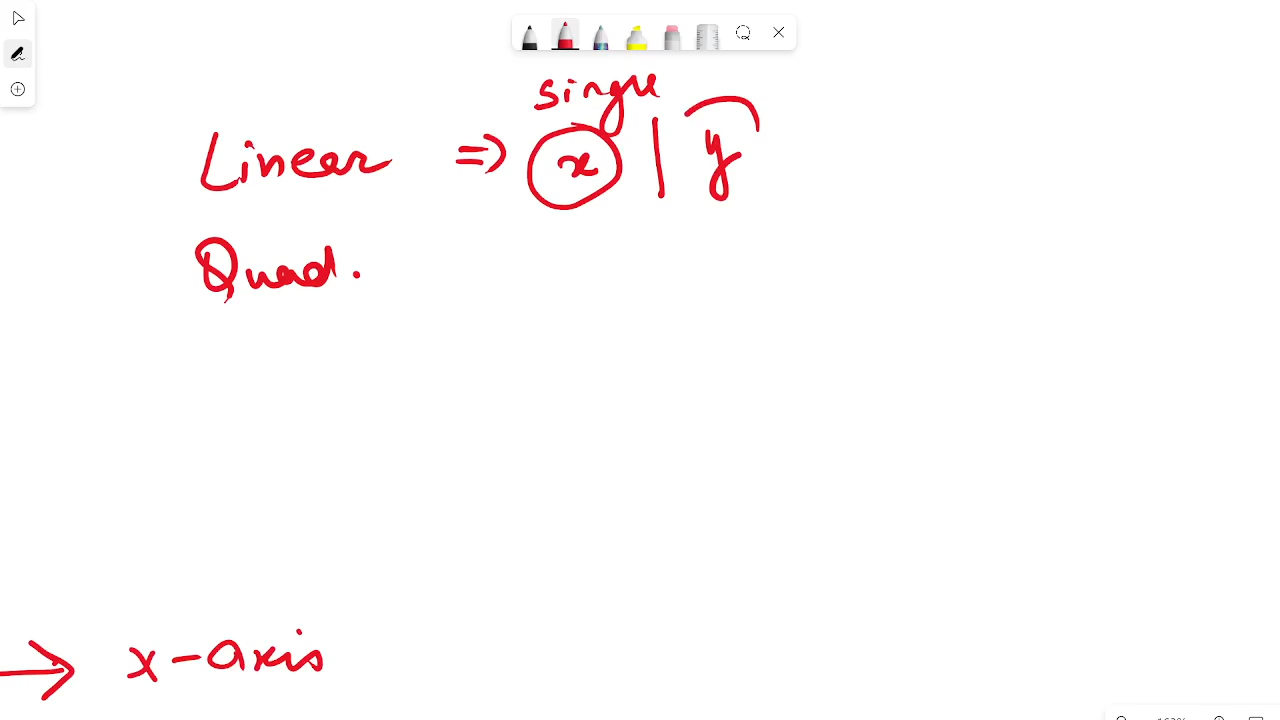 single
Linear => x | y
Quad.
x-axis